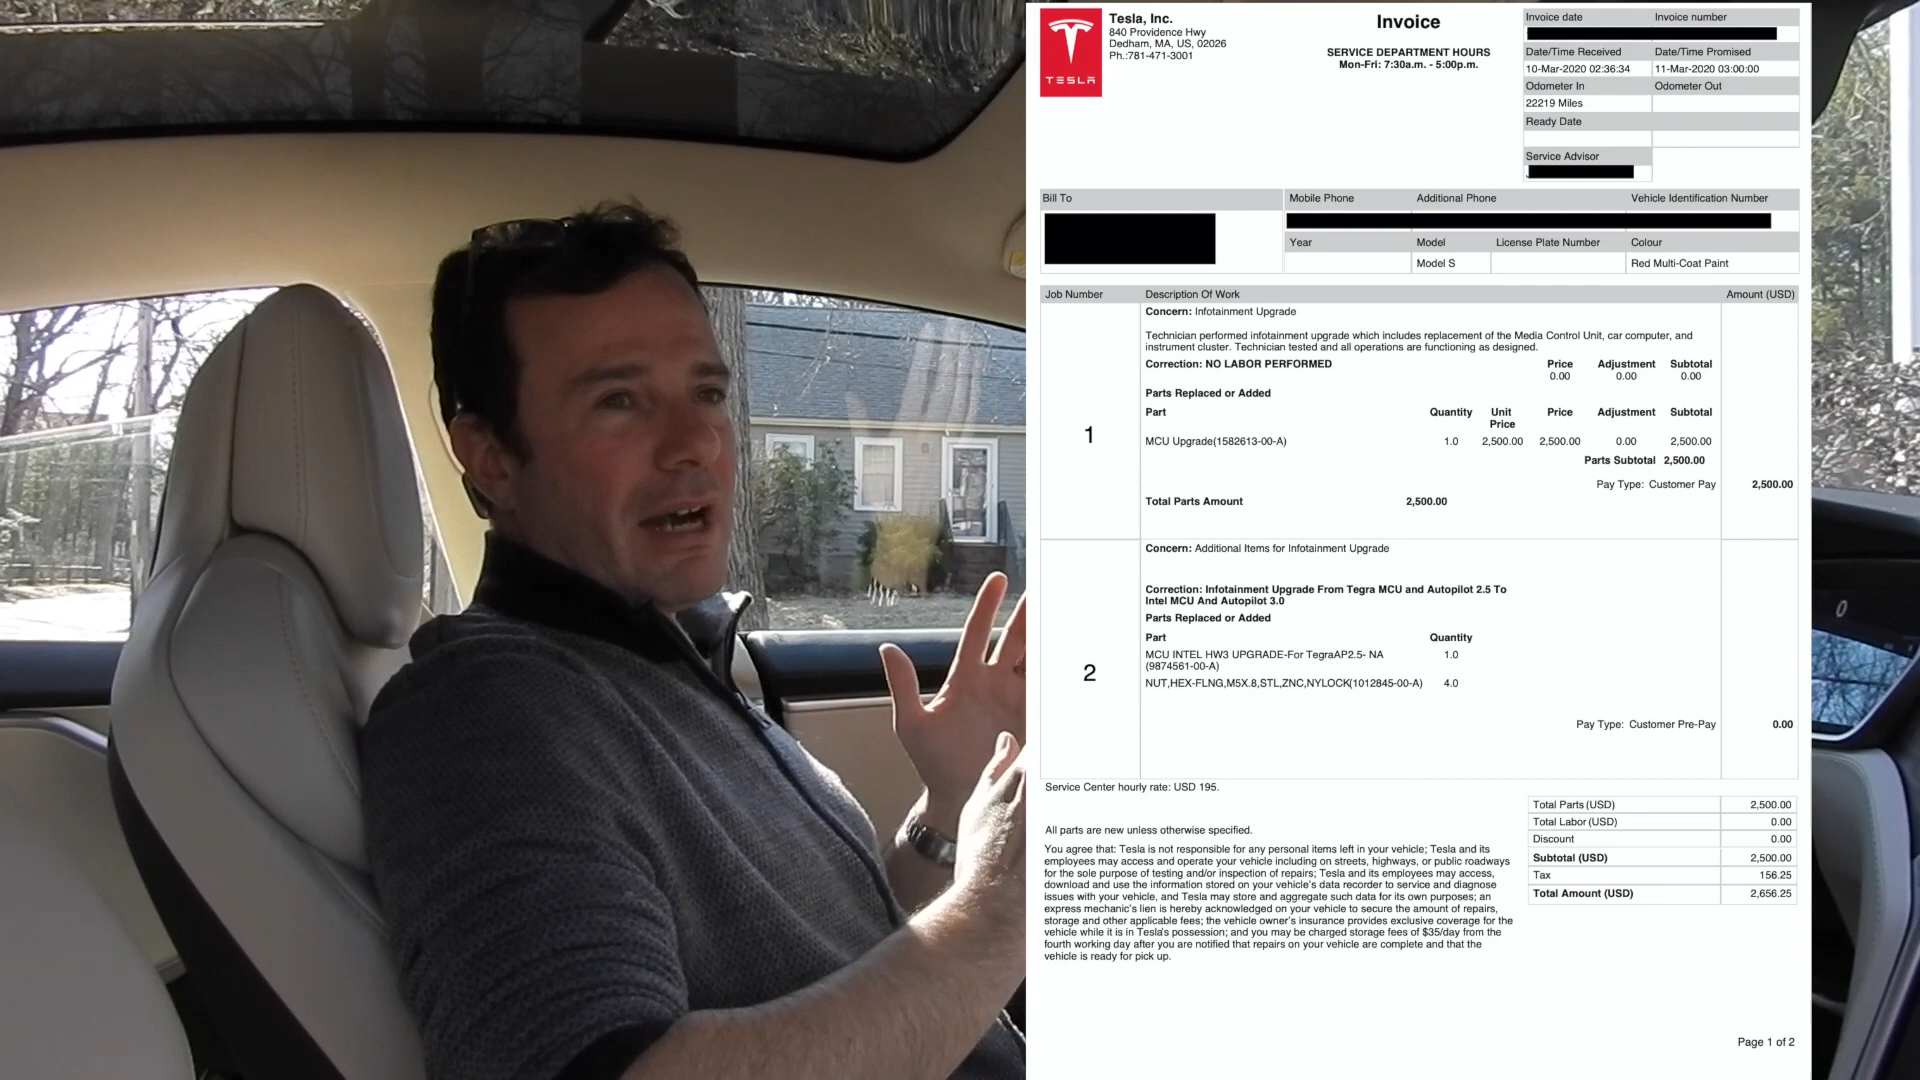 TESLA
Tesla, Inc.
840 Providence Hwy
Dedham, MA, US, 02026
Ph.:781-471-3001
Invoice
SERVICE DEPARTMENT HOURS
Mon-Fri: 7:30a.m. - 5:00p.m.
Invoice date Invoice number
Date/Time Received Date/Time Promised
10-Mar-2020 02:36:34 11-Mar-2020 03:00:00
Odometer In Odometer Out
22219 Miles
Ready Date
Service Advisor
Bill To Mobile Phone Additional Phone Vehicle Identification Number
Year Model License Plate Number Colour
Model S Red Multi-Coat Paint
Job Number Description Of Work Amount (USD)
Concern: Infotainment Upgrade
Technician performed infotainment upgrade which includes replacement of the Media Control Unit, car computer, and
instrument cluster. Technician tested and all operations are functioning as designed.
Correction: NO LABOR PERFORMED Price Adjustment Subtotal
0.00 0.00 0.00
Parts Replaced or Added
Part Quantity Unit Price Price Adjustment Subtotal
1 MCU Upgrade(1582613-00-A) 1.0 2,500.00 2,500.00 0.00 2,500.00
Parts Subtotal 2,500.00
Pay Type: Customer Pay 2,500.00
Total Parts Amount 2,500.00
Concern: Additional Items for Infotainment Upgrade
Correction: Infotainment Upgrade From Tegra MCU and Autopilot 2.5 To
Intel MCU And Autopilot 3.0
Parts Replaced or Added
Part Quantity
2 MCU INTEL HW3 UPGRADE-For TegraAP2.5- NA 1.0
(9874561-00-A)
NUT,HEX-FLNG,M5X.8,STL,ZNC,NYLOCK(1012845-00-A) 4.0
Pay Type: Customer Pre-Pay 0.00
Service Center hourly rate: USD 195.
All parts are new unless otherwise specified.
You agree that: Tesla is not responsible for any personal items left in your vehicle; Tesla and its
employees may access and operate your vehicle including on streets, highways, or public roadways
for the sole purpose of testing and/or inspection of repairs; Tesla and its employees may access,
download and use the information stored on your vehicle's data recorder to service and diagnose
issues with your vehicle, and Tesla may store and aggregate such data for its own purposes; an
express mechanic's lien is hereby acknowledged on your vehicle to secure the amount of repairs,
storage and other applicable fees; the vehicle owner's insurance provides exclusive coverage for the
vehicle while it is in Tesla's possession; and you may be charged storage fees of $35/day from the
fourth working day after you are notified that repairs on your vehicle are complete and that the
vehicle is ready for pick up.
Total Parts (USD) 2,500.00
Total Labor (USD) 0.00
Discount 0.00
Subtotal (USD) 2,500.00
Tax 156.25
Total Amount (USD) 2,656.25
Page 1 of 2
0